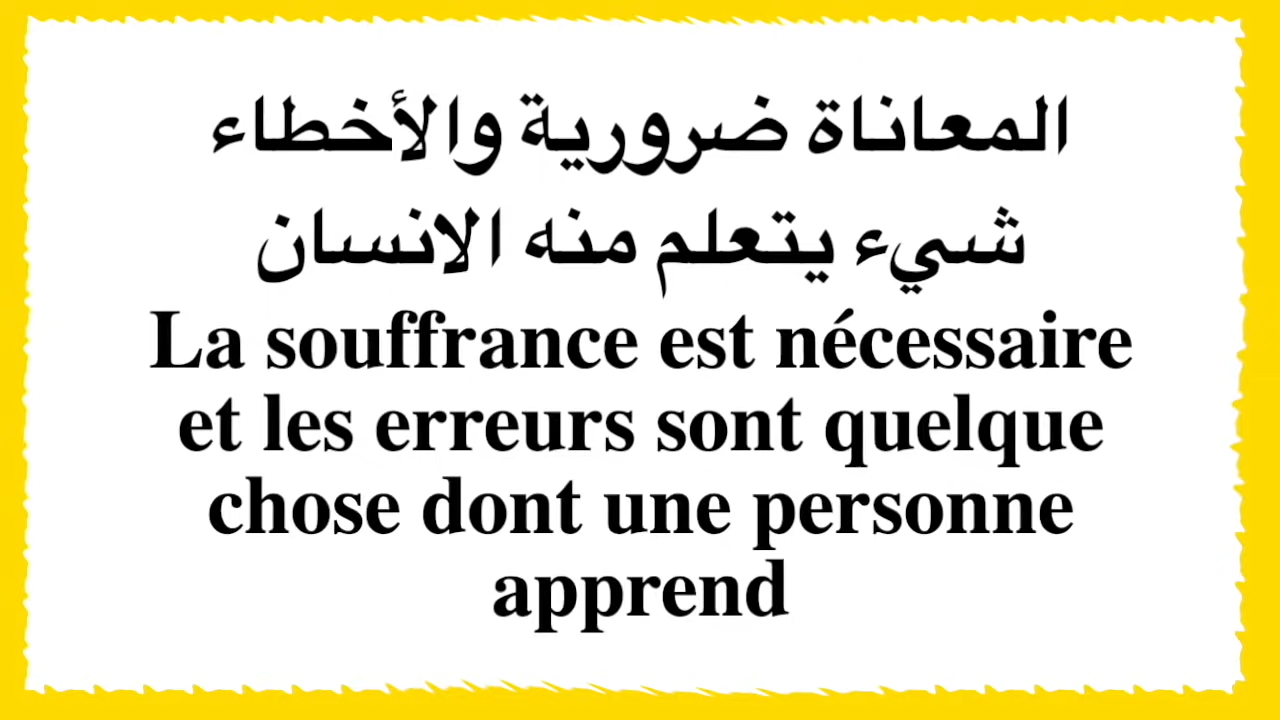 المعاناة ضرورية والأخطاء
شيء يتعلم منه الانسان
La souffrance est nécessaire
et les erreurs sont quelque
chose dont une personne
apprend